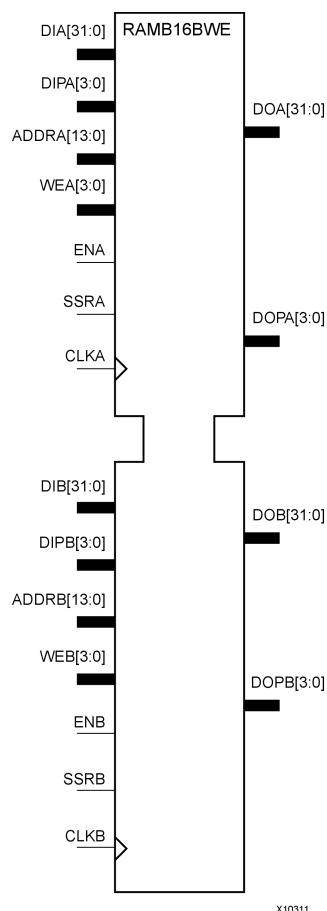 RAMB16BWE
DIA[31:0]
DIPA[3:0]
ADDRA[13:0]
WEA[3:0]
ENA
SSRA
CLKA
DOA[31:0]
DOPA[3:0]
DIB[31:0]
DIPB[3:0]
ADDRB[13:0]
WEB[3:0]
ENB
SSRB
CLKB
DOB[31:0]
DOPB[3:0]
X10311